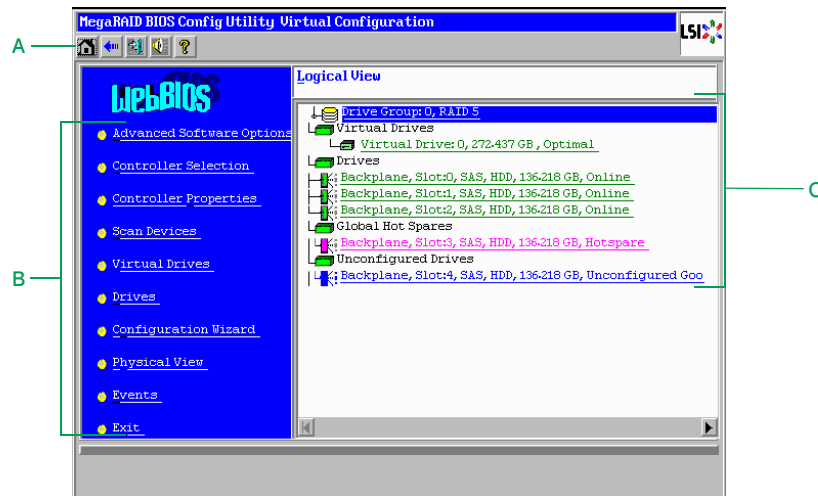 MegaRAID BIOS Config Utility Virtual Configuration
LSI
A
?
WebBIOS
Logical View
Advanced Software Options
Controller Selection
Controller Properties
Scan Devices
Virtual Drives
Drives
Configuration Wizard
Physical View
Events
Exit
B
Drive Group: 0, RAID 5
Virtual Drives
Virtual Drive: 0, 272.437 GB , Optimal
Drives
Backplane, Slot:0, SAS, HDD, 136.218 GB, Online
Backplane, Slot:1, SAS, HDD, 136.218 GB, Online
Backplane, Slot:2, SAS, HDD, 136.218 GB, Online
Global Hot Spares
Backplane, Slot:3, SAS, HDD, 136.218 GB, Hotspare
Unconfigured Drives
Backplane, Slot:4, SAS, HDD, 136.218 GB, Unconfigured Goo
C